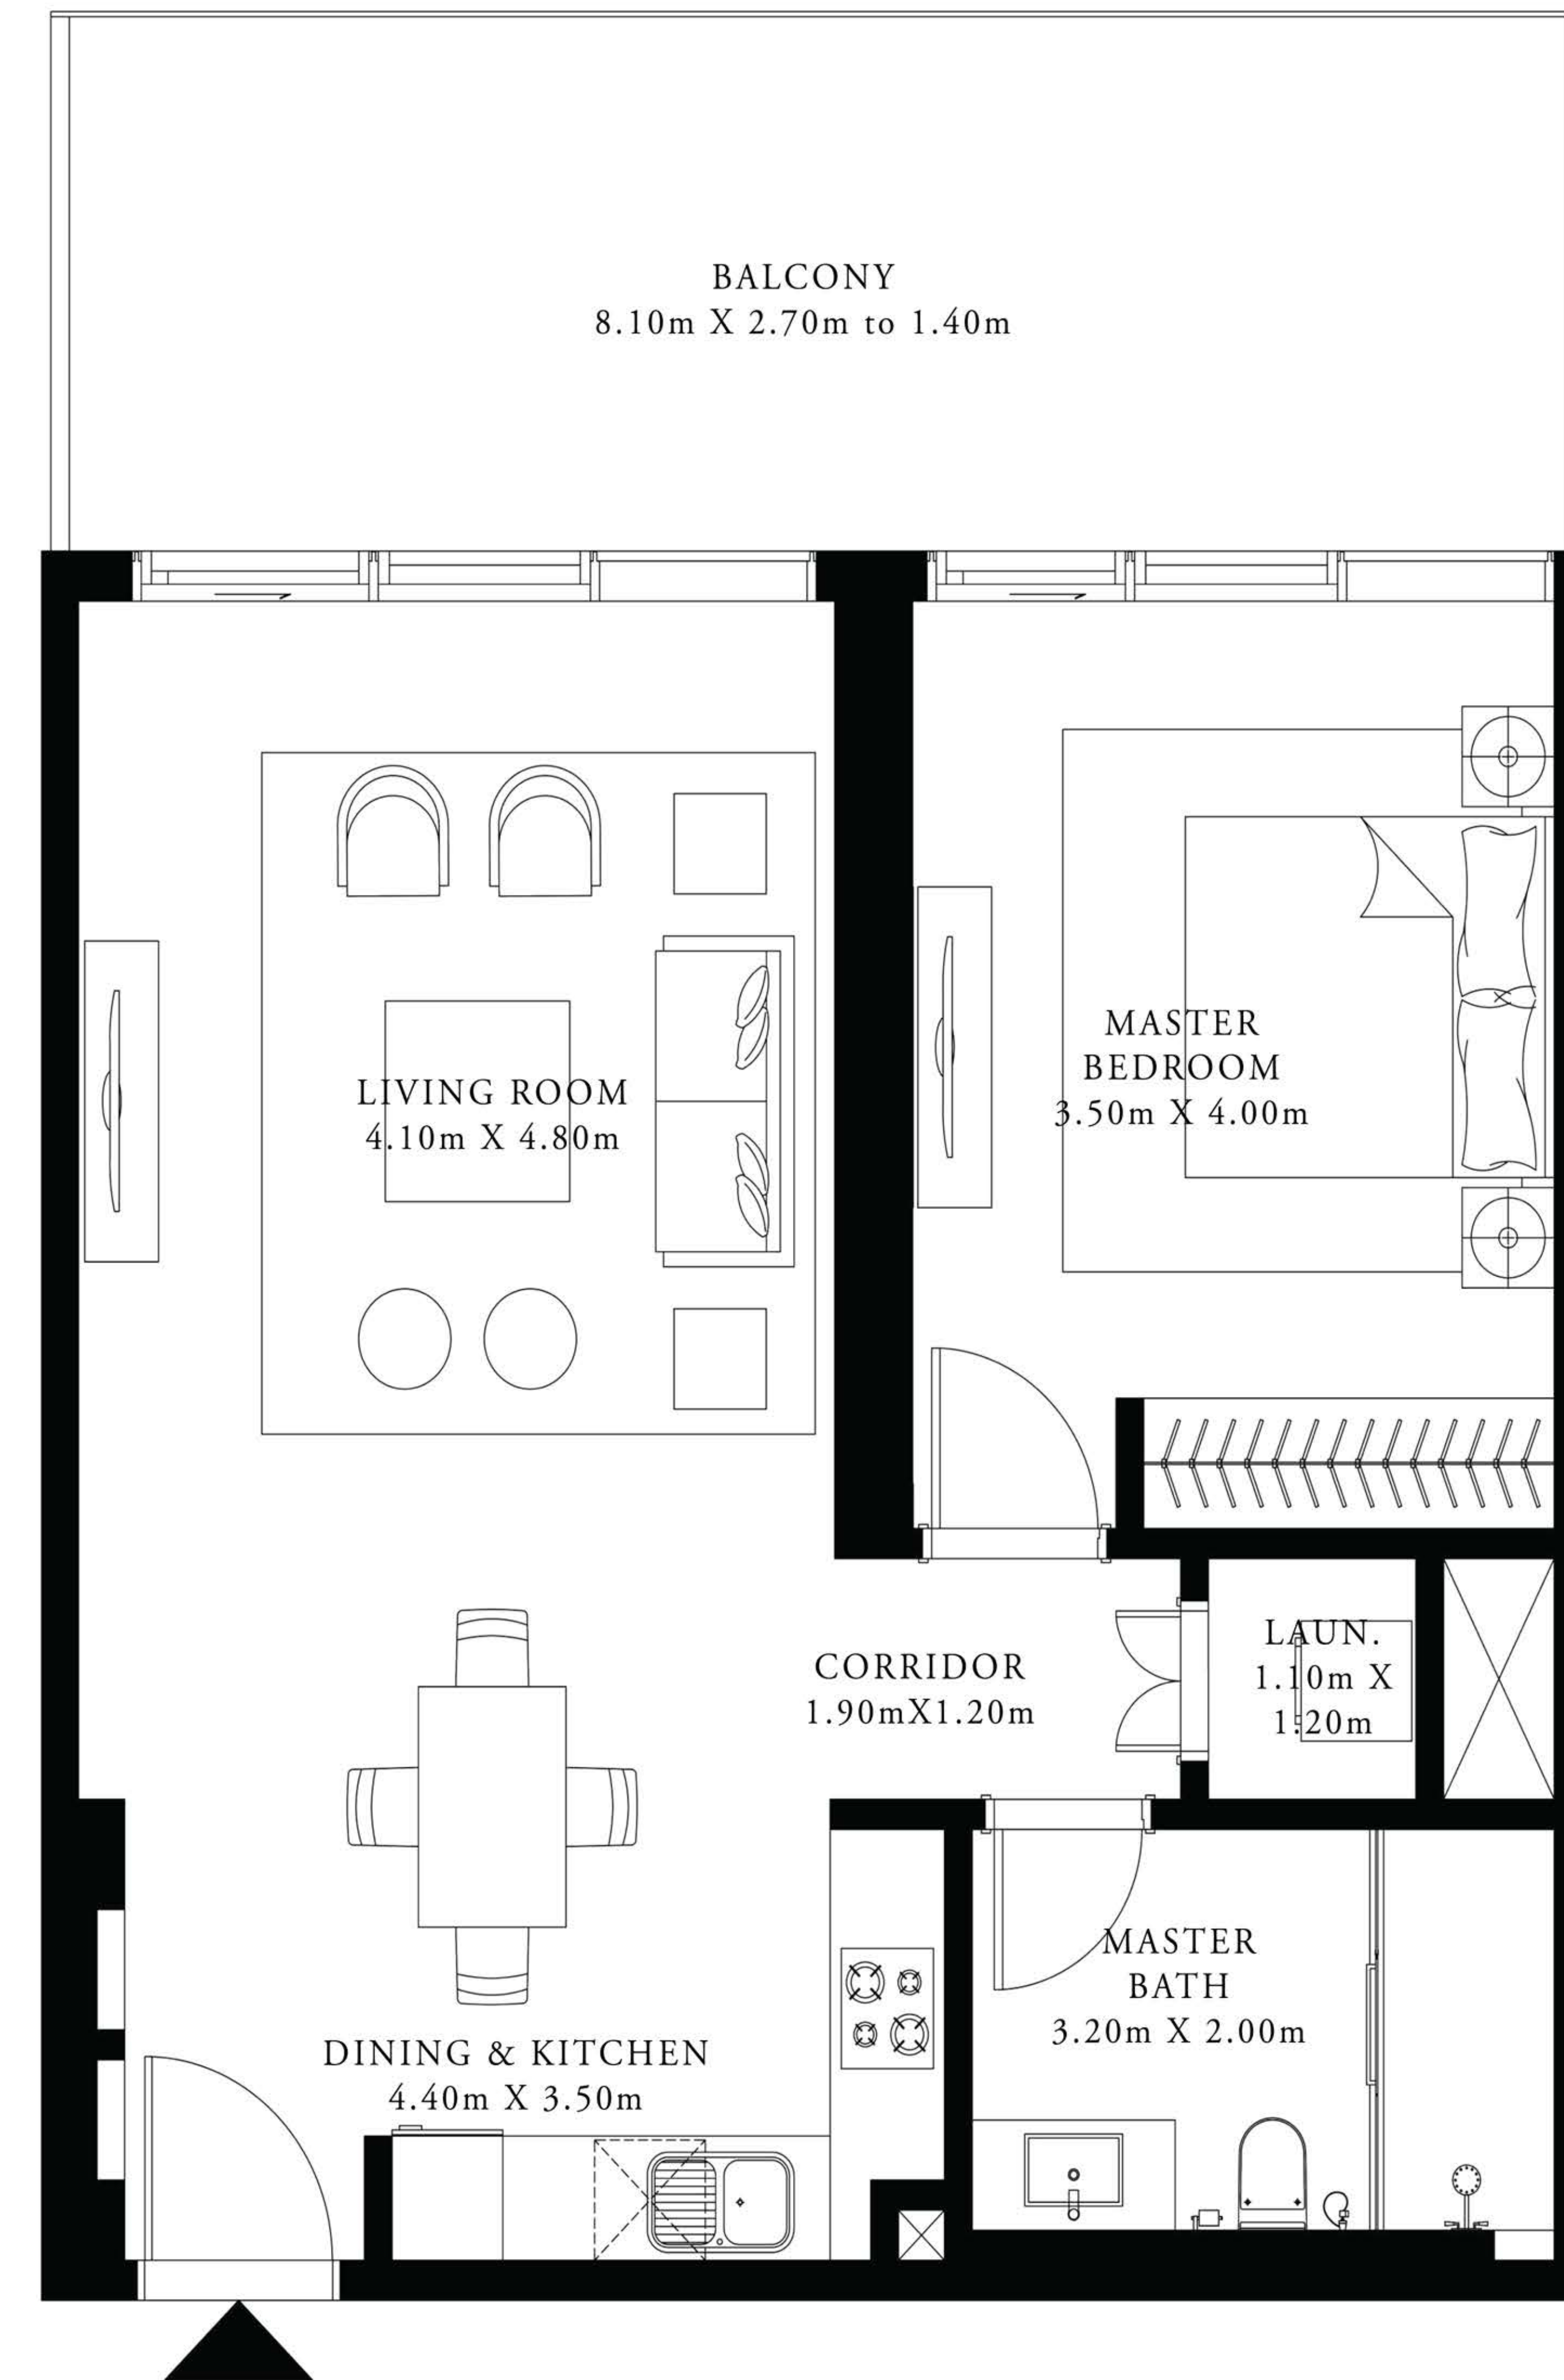 BALCONY
8.10m X 2.70m to 1.40m
MASTER
BEDROOM
3.50m X 4.00m
LIVING ROOM
4.10m X 4.80m
LAUN.
1.10m X
1.20m
CORRIDOR
1.90mX1.20m
MASTER
BATH
3.20m X 2.00m
DINING & KITCHEN
4.40m X 3.50m